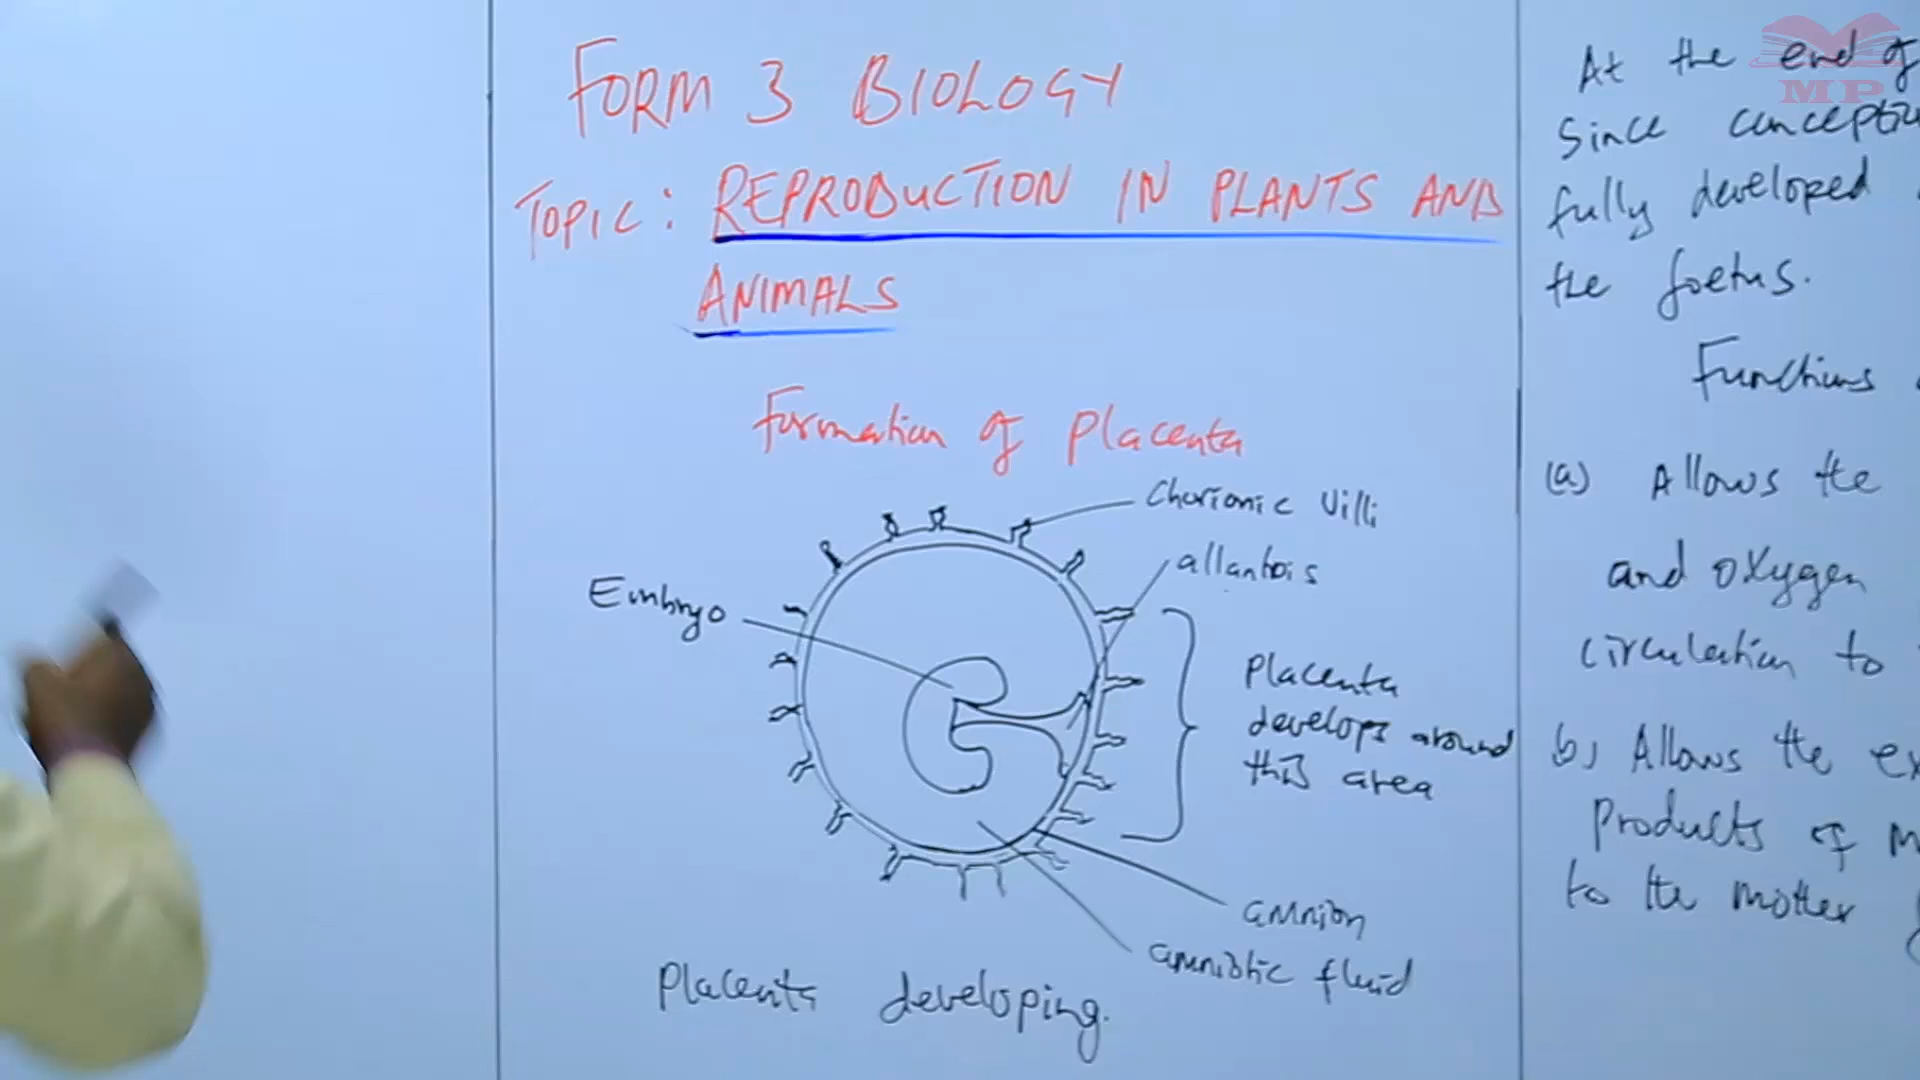 FORM 3 BIOLOGY
TOPIC: REPRODUCTION IN PLANTS AND
ANIMALS
Formation of placenta
Chorionic villi
allantois
Embryo
Placenta
develops around
this area
amnion
amniotic fluid
Placenta developing.
At the end of
Since
fully developed
the foetus.
Functions
(a) Allows the
and oxygen
circulation to
b) Allows the
products of
to the mother
MP